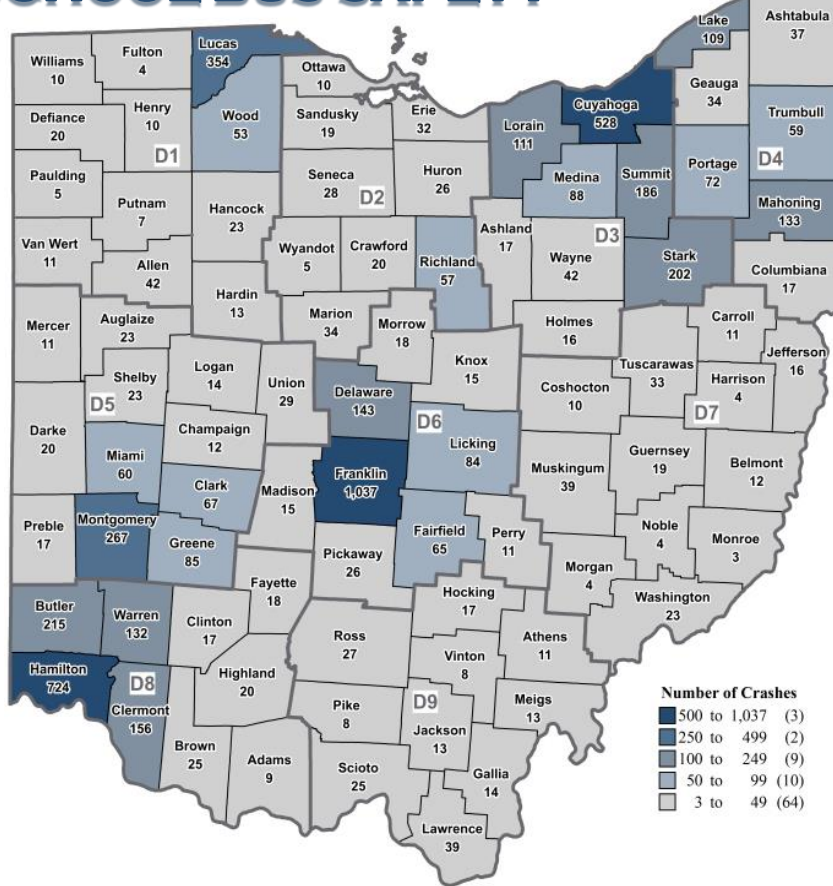 SCHOOL BUS SAFETY
Williams
10
Fulton
4
Lucas
354
Ottawa
10
Lake
109
Ashtabula
37
Defiance
20
Henry
10
D1
Wood
53
Sandusky
19
Erie
32
Lorain
111
Cuyahoga
528
Geauga
34
Trumbull
59
D4
Paulding
5
Putnam
7
Hancock
23
Seneca
28
D2
Huron
26
Medina
88
Summit
186
Portage
72
Mahoning
133
Van Wert
11
Allen
42
Wyandot
5
Crawford
20
Richland
57
Ashland
17
Wayne
42
D3
Stark
202
Columbiana
17
Mercer
11
Auglaize
23
Hardin
13
Marion
34
Morrow
18
Holmes
16
Carroll
11
Jefferson
16
Shelby
23
D5
Logan
14
Union
29
Delaware
143
Knox
15
Coshocton
10
Tuscarawas
33
Harrison
4
D7
Darke
20
Miami
60
Champaign
12
Clark
67
Madison
15
Franklin
1,037
D6
Licking
84
Muskingum
39
Guernsey
19
Belmont
12
Preble
17
Montgomery
267
Greene
85
Fayette
18
Pickaway
26
Fairfield
65
Perry
11
Morgan
4
Noble
4
Monroe
3
Washington
23
Butler
215
Warren
132
Clinton
17
Ross
27
Hocking
17
Athens
11
Hamilton
724
D8
Clermont
156
Highland
20
Pike
8
Vinton
8
D9
Jackson
13
Meigs
13
Brown
25
Adams
9
Scioto
25
Gallia
14
Lawrence
39
Number of Crashes
500 to 1,037 (3)
250 to 499 (2)
100 to 249 (9)
50 to 99 (10)
3 to 49 (64)